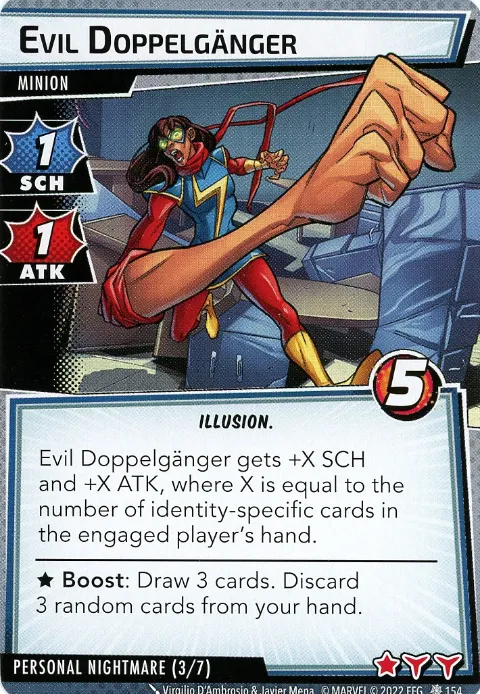 EVIL DOPPELGÄNGER
MINION
1
SCH
1
ATK
5
ILLUSION.
Evil Doppelgänger gets +X SCH
and +X ATK, where X is equal to the
number of identity-specific cards in
the engaged player's hand.
★ Boost: Draw 3 cards. Discard
3 random cards from your hand.
PERSONAL NIGHTMARE (3/7)
Virgilio D'Ambrosio & Javier Mena. © MARVEL © 2022 FFG 154